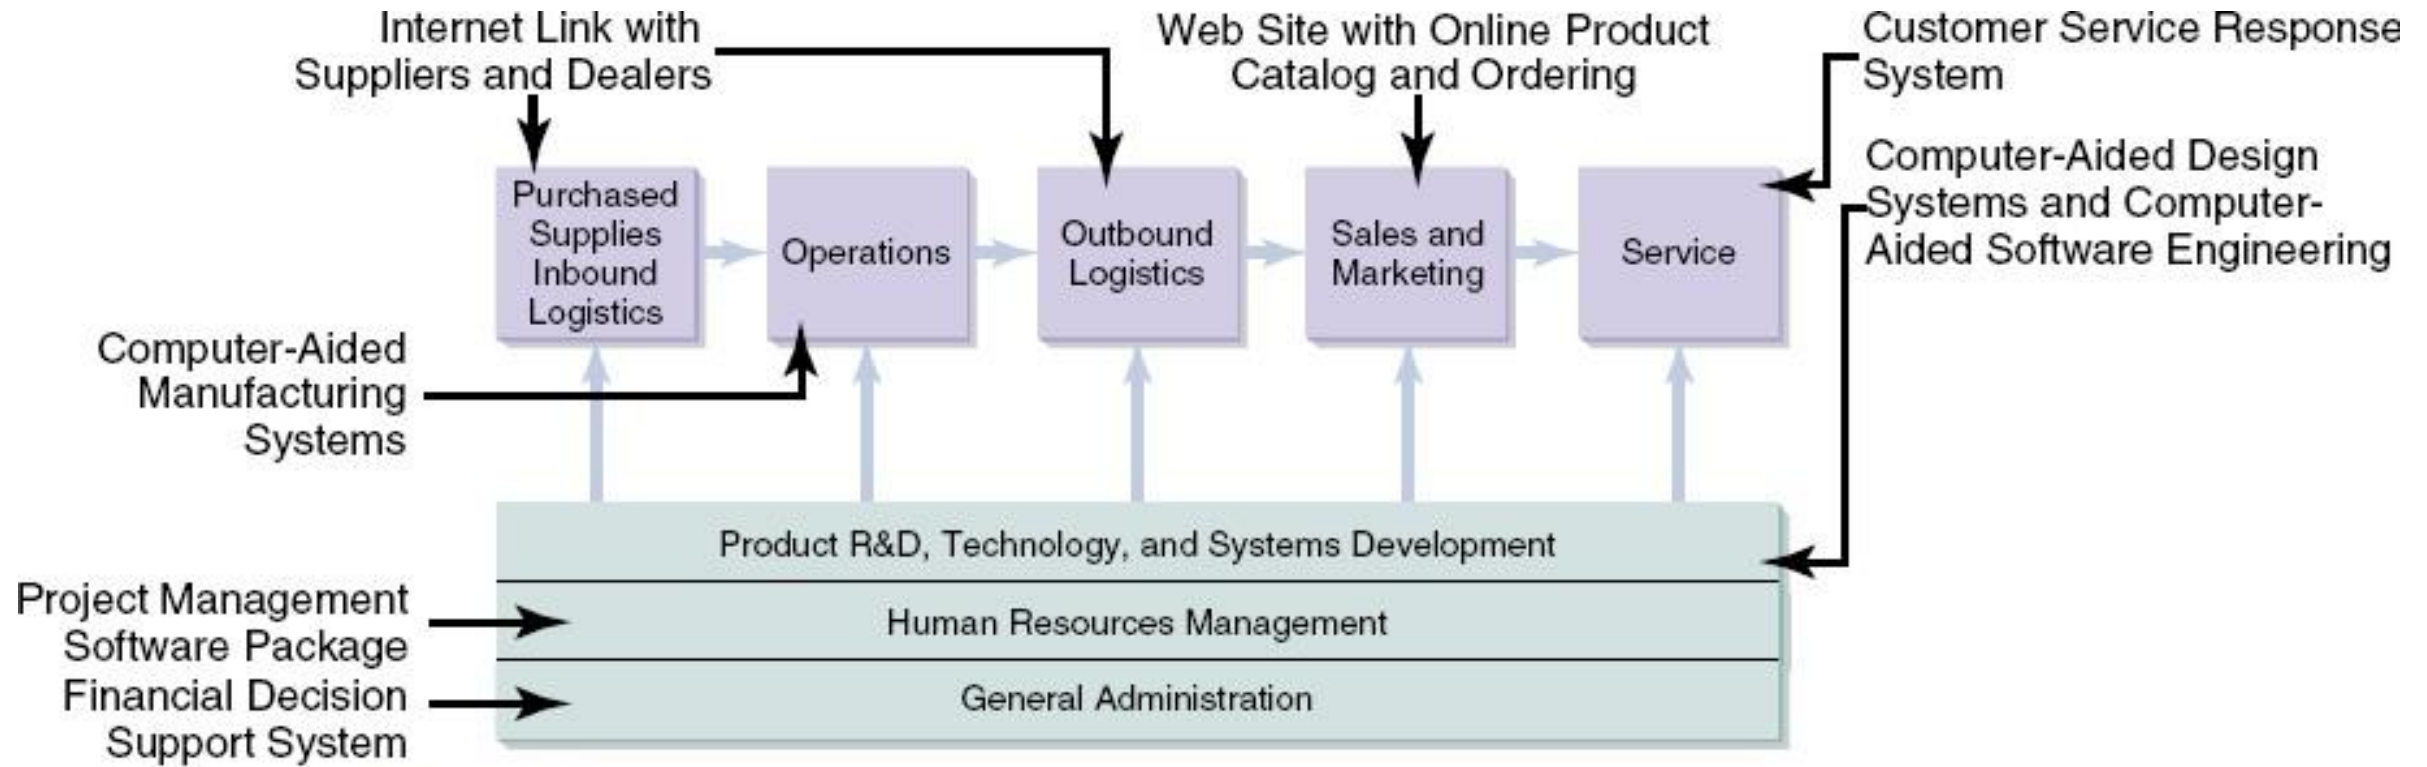 Internet Link with
Suppliers and Dealers
Web Site with Online Product
Catalog and Ordering
Customer Service Response
System
Computer-Aided Design
Systems and Computer-
Aided Software Engineering
Purchased
Supplies
Inbound
Logistics
Operations
Outbound
Logistics
Sales and
Marketing
Service
Computer-Aided
Manufacturing
Systems
Product R&D, Technology, and Systems Development
Project Management
Software Package
Human Resources Management
Financial Decision
Support System
General Administration